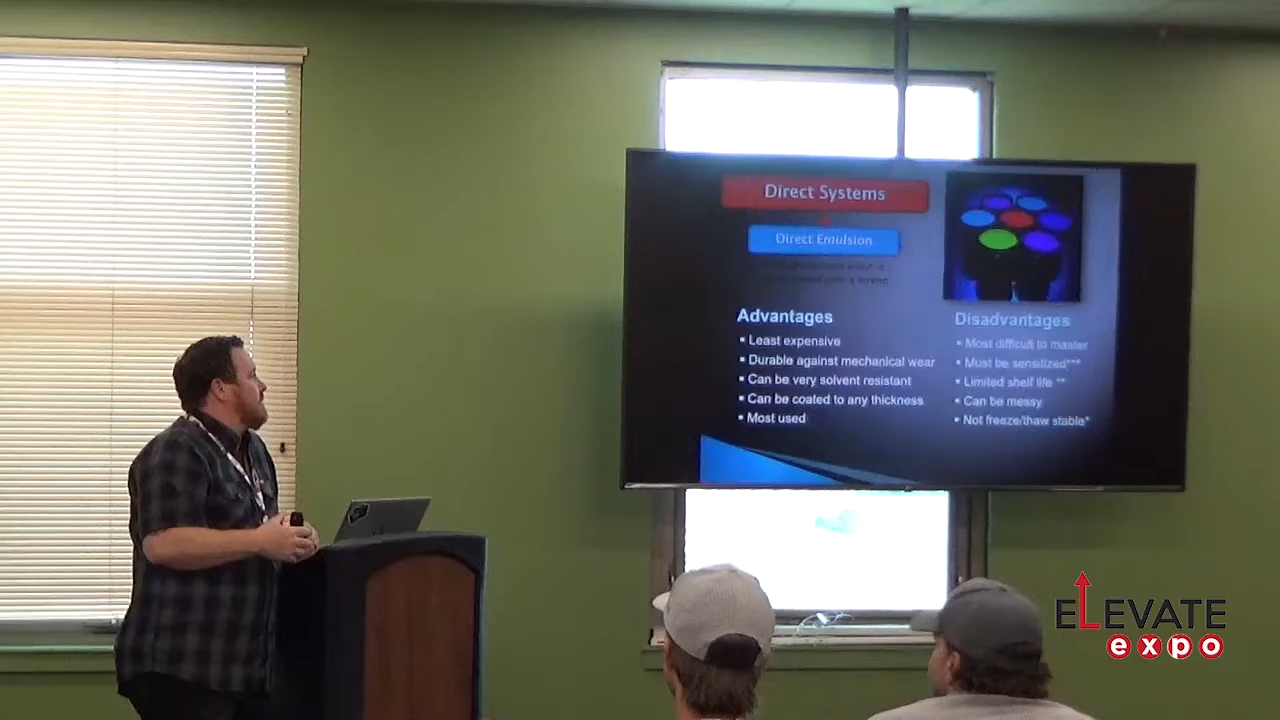 Direct Systems
Direct Emulsion
Advantages
▪ Least expensive
▪ Durable against mechanical wear
▪ Can be very solvent resistant
▪ Can be coated to any thickness
▪ Most used
Disadvantages
▪ Most difficult to master
▪ Must be sensitized***
▪ Limited shelf life **
▪ Can be messy
▪ Not freeze/thaw stable*
ELEVATE
expo